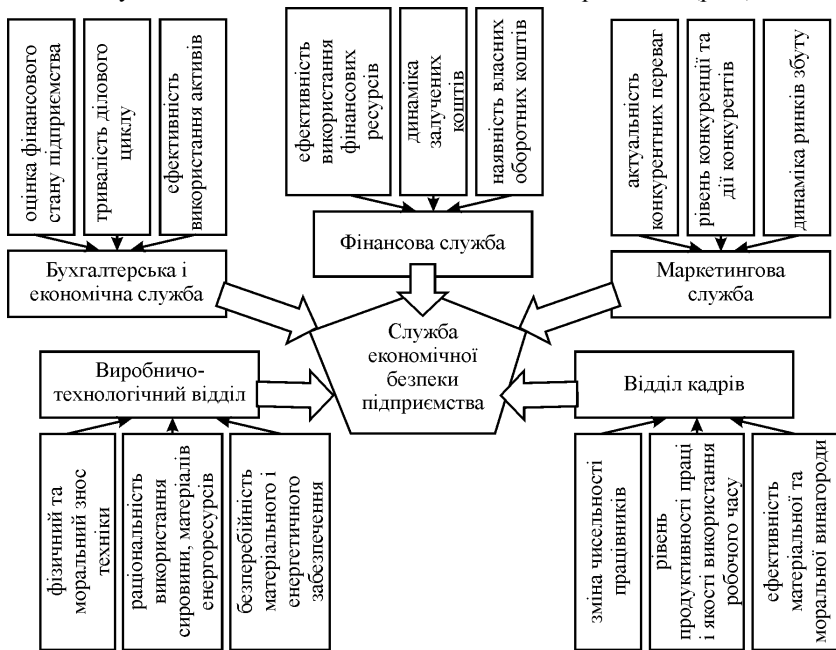 оцінка фінансового
стану підприємства
тривалість ділового
циклу
ефективність
використання активів
ефективність
використання
фінансових
ресурсів
динаміка
залучених
коштів
наявність власних
оборотних коштів
актуальність
конкурентних переваг
рівень конкуренції та
дії конкурентів
динаміка ринків збуту
Бухгалтерська і
економічна служба
Фінансова служба
Маркетингова
служба
Служба
економічної
безпеки
підприємства
Виробничо-
технологічний відділ
Відділ кадрів
фізичний та
моральний знос
техніки
раціональність
використання
сировини, матеріалів
енергоресурсів
безперебійність
матеріального і
енергетичного
забезпечення
зміна чисельності
працівників
рівень
продуктивності праці
і якості використання
робочого часу
ефективність
матеріальної та
моральної винагороди